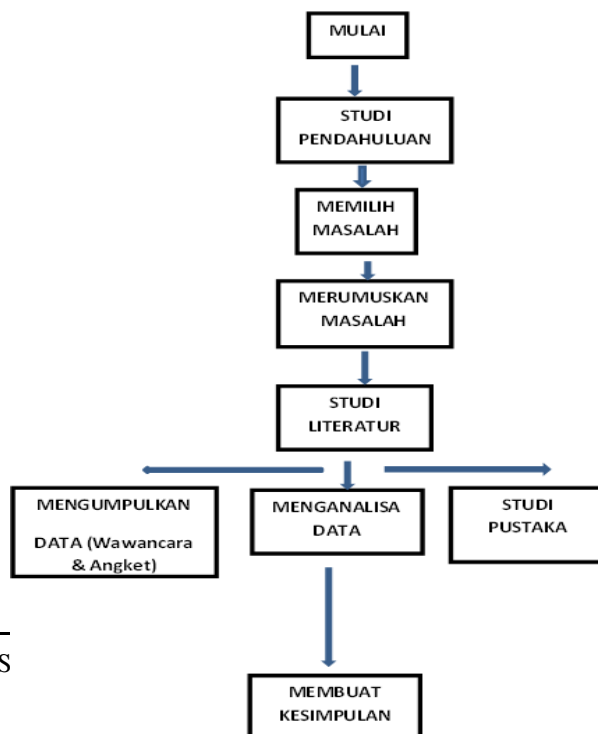 MULAI
STUDI
PENDAHULUAN
MEMILIH
MASALAH
MERUMUSKAN
MASALAH
STUDI
LITERATUR
MENGUMPULKAN
DATA (Wawancara
& Angket)
MENGANALISA
DATA
STUDI
PUSTAKA
S
MEMBUAT
KESIMPULAN